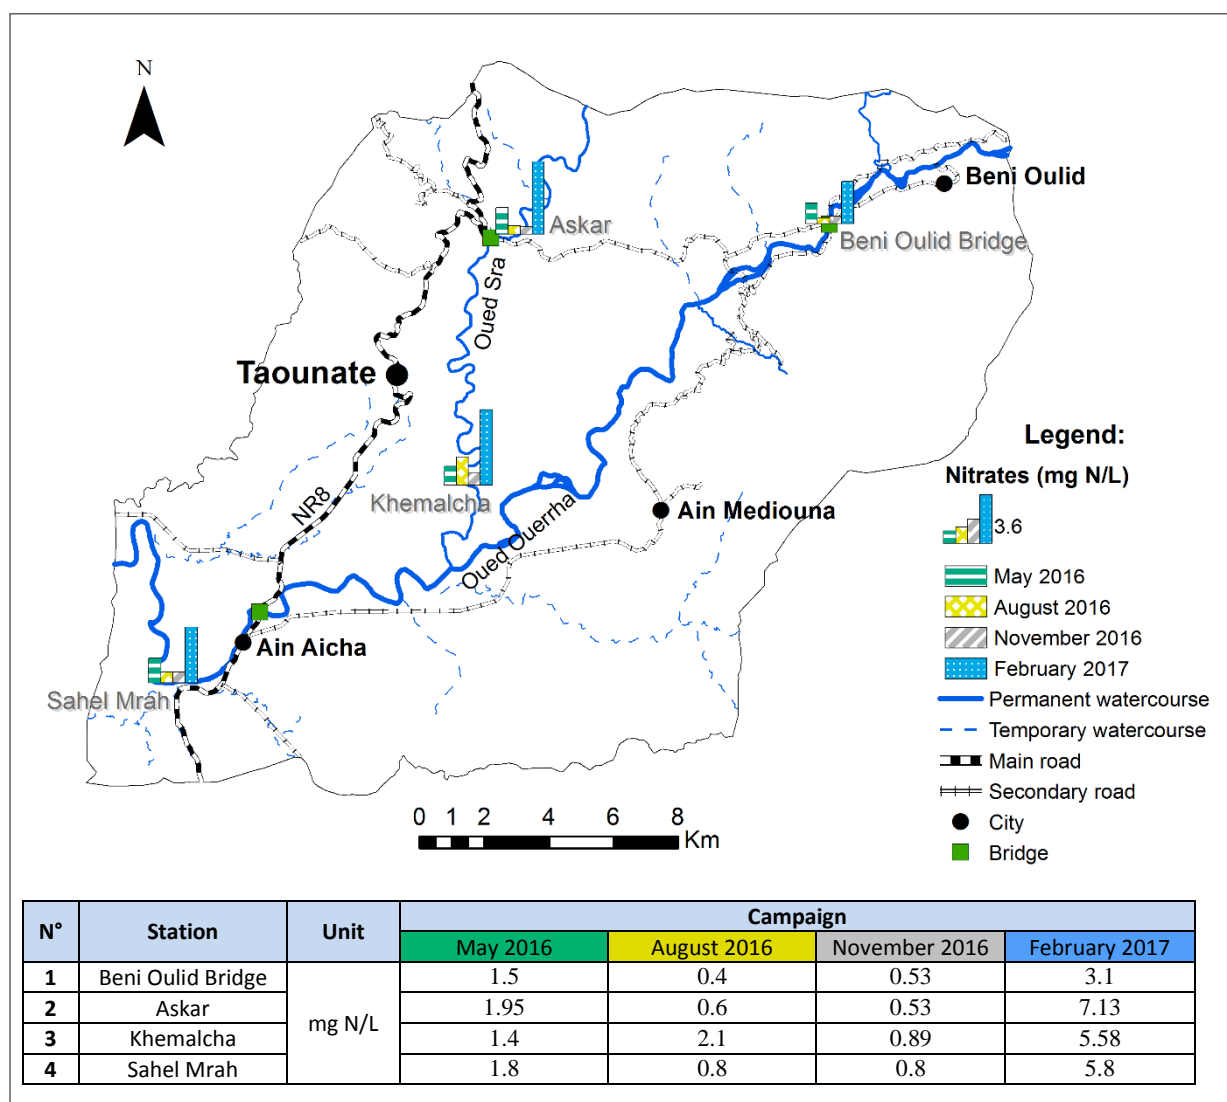 N
Beni Oulid
Askar
Beni Oulid Bridge
Oued Sra
Taounate
Legend:
Nitrates (mg N/L)
3.6
Khemalcha
NR8
Ain Mediouna
Oued Ouerrha
May 2016
August 2016
November 2016
February 2017
Permanent watercourse
Temporary watercourse
Main road
Secondary road
City
Bridge
Ain Aicha
Sahel Mrah
0 1 2 4 6 8
Km
N° Station Unit Campaign
May 2016 August 2016 November 2016 February 2017
1 Beni Oulid Bridge mg N/L 1.5 0.4 0.53 3.1
2 Askar 1.95 0.6 0.53 7.13
3 Khemalcha 1.4 2.1 0.89 5.58
4 Sahel Mrah 1.8 0.8 0.8 5.8